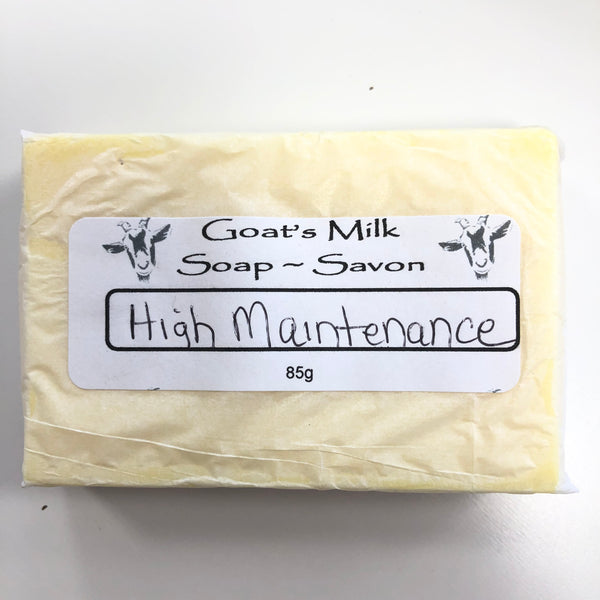 Goat's Milk
Soap ~ Savon
High Maintenance
85g